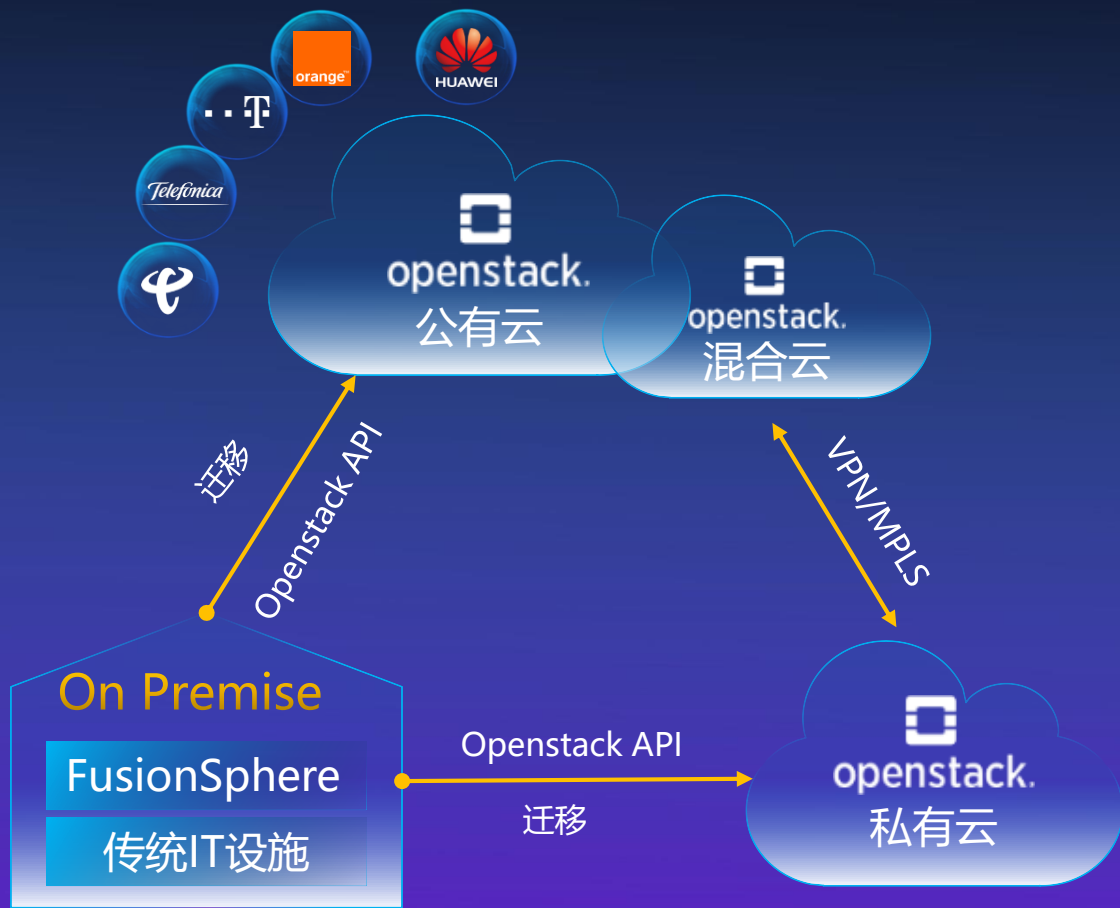 orange™
HUAWEI
T
Telefónica
openstack.
公有云
openstack.
混合云
迁移
Openstack API
VPN/MPLS
On Premise
FusionSphere
传统IT设施
Openstack API
迁移
openstack.
私有云